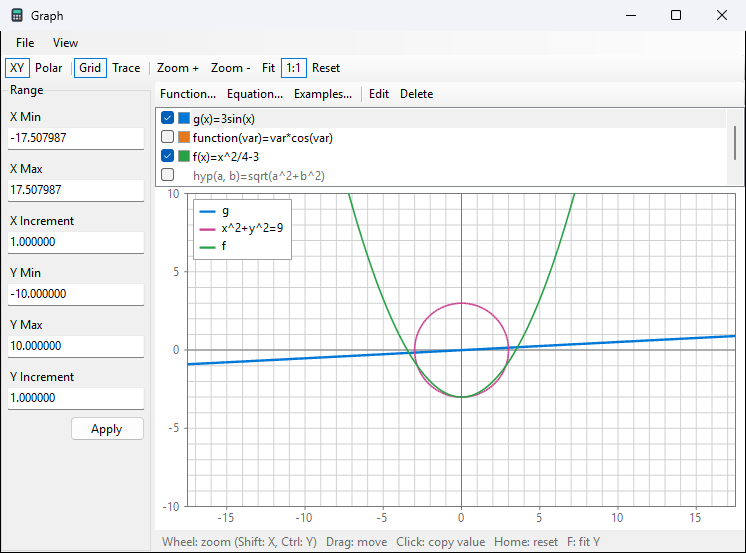 Graph
File View
XY Polar Grid Trace Zoom + Zoom - Fit 1:1 Reset
Range
X Min
-17.507987
X Max
17.507987
X Increment
1.000000
Y Min
-10.000000
Y Max
10.000000
Y Increment
1.000000
Apply
Function... Equation... Examples... Edit Delete
g(x)=3sin(x)
function(var)=var*cos(var)
f(x)=x^2/4-3
hyp(a, b)=sqrt(a^2+b^2)
g
x^2+y^2=9
f
10
5
0
-5
-10
-15 -10 -5 0 5 10 15
Wheel: zoom (Shift: X, Ctrl: Y) Drag: move Click: copy value Home: reset F: fit Y